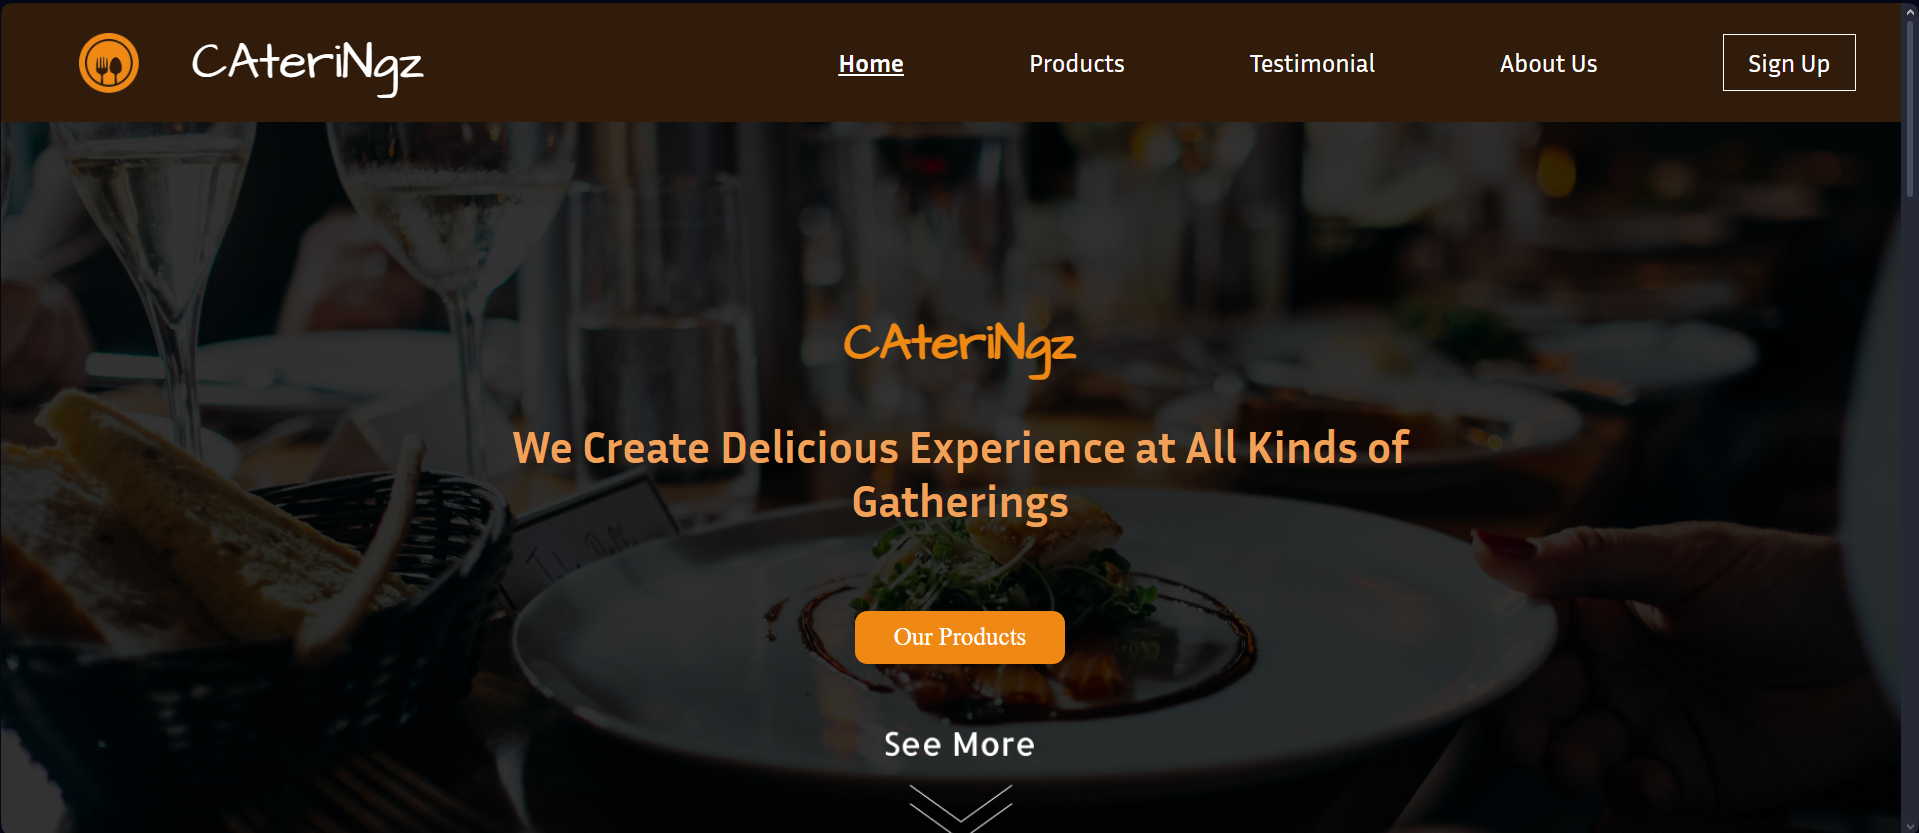 CAteriNgz
Home
Products
Testimonial
About Us
Sign Up
CAteriNgz
We Create Delicious Experience at All Kinds of
Gatherings
Our Products
See More